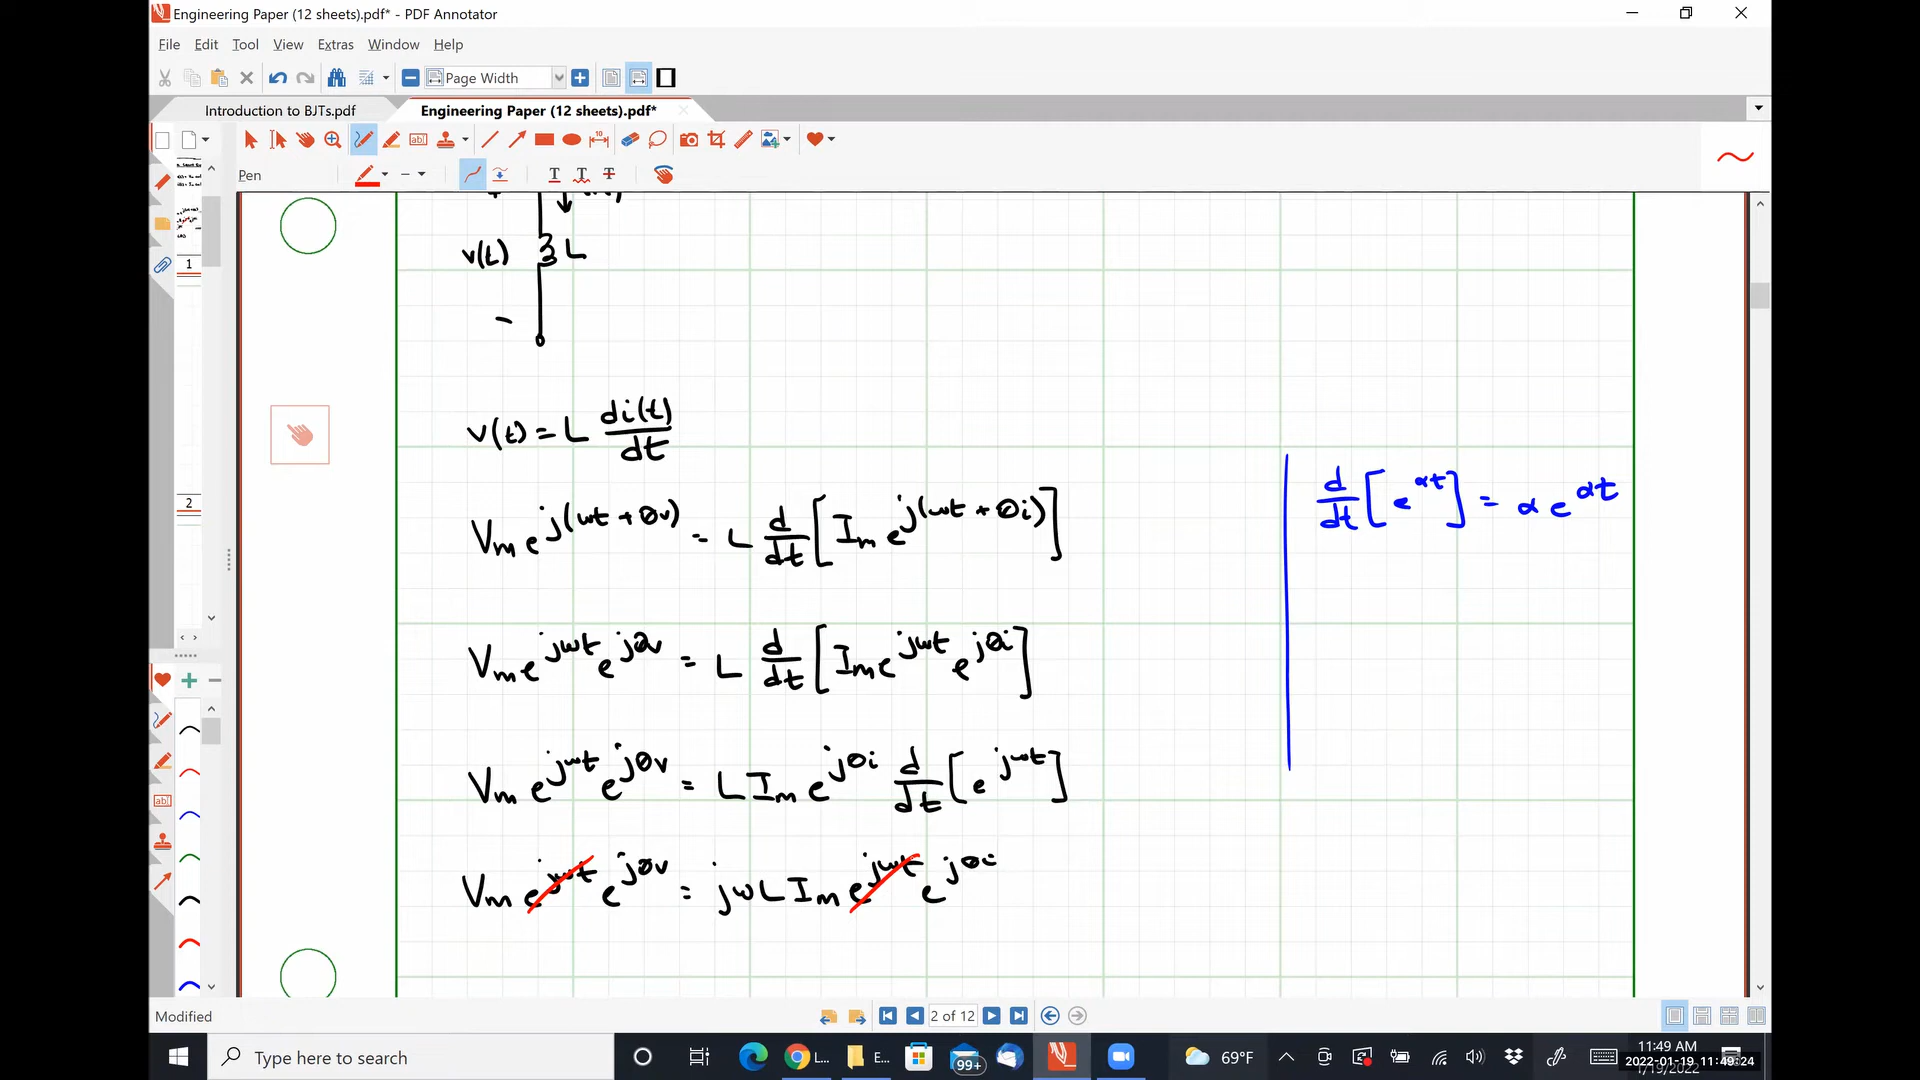 Engineering Paper (12 sheets).pdf* - PDF Annotator
File Edit Tool View Extras Window Help
Page Width
Introduction to BJTs.pdf
Engineering Paper (12 sheets).pdf*
Pen
v(t) L
−
v(t) = L di(t)/dt
d/dt [e^αt] = α e^αt
Vm e^j(ωt + θv) = L d/dt [Im e^j(ωt + θi)]
Vm e^jωt e^jθv = L d/dt [Im e^jωt e^jθi]
Vm e^jωt e^jθv = L Im e^jθi d/dt [e^jωt]
Vm e^jωt e^jθv = jωL Im e^jωt e^jθi
1
2
Modified
2 of 12
Type here to search
L...
E...
99+
69°F
11:49 AM
2022-01-19 11:49:24